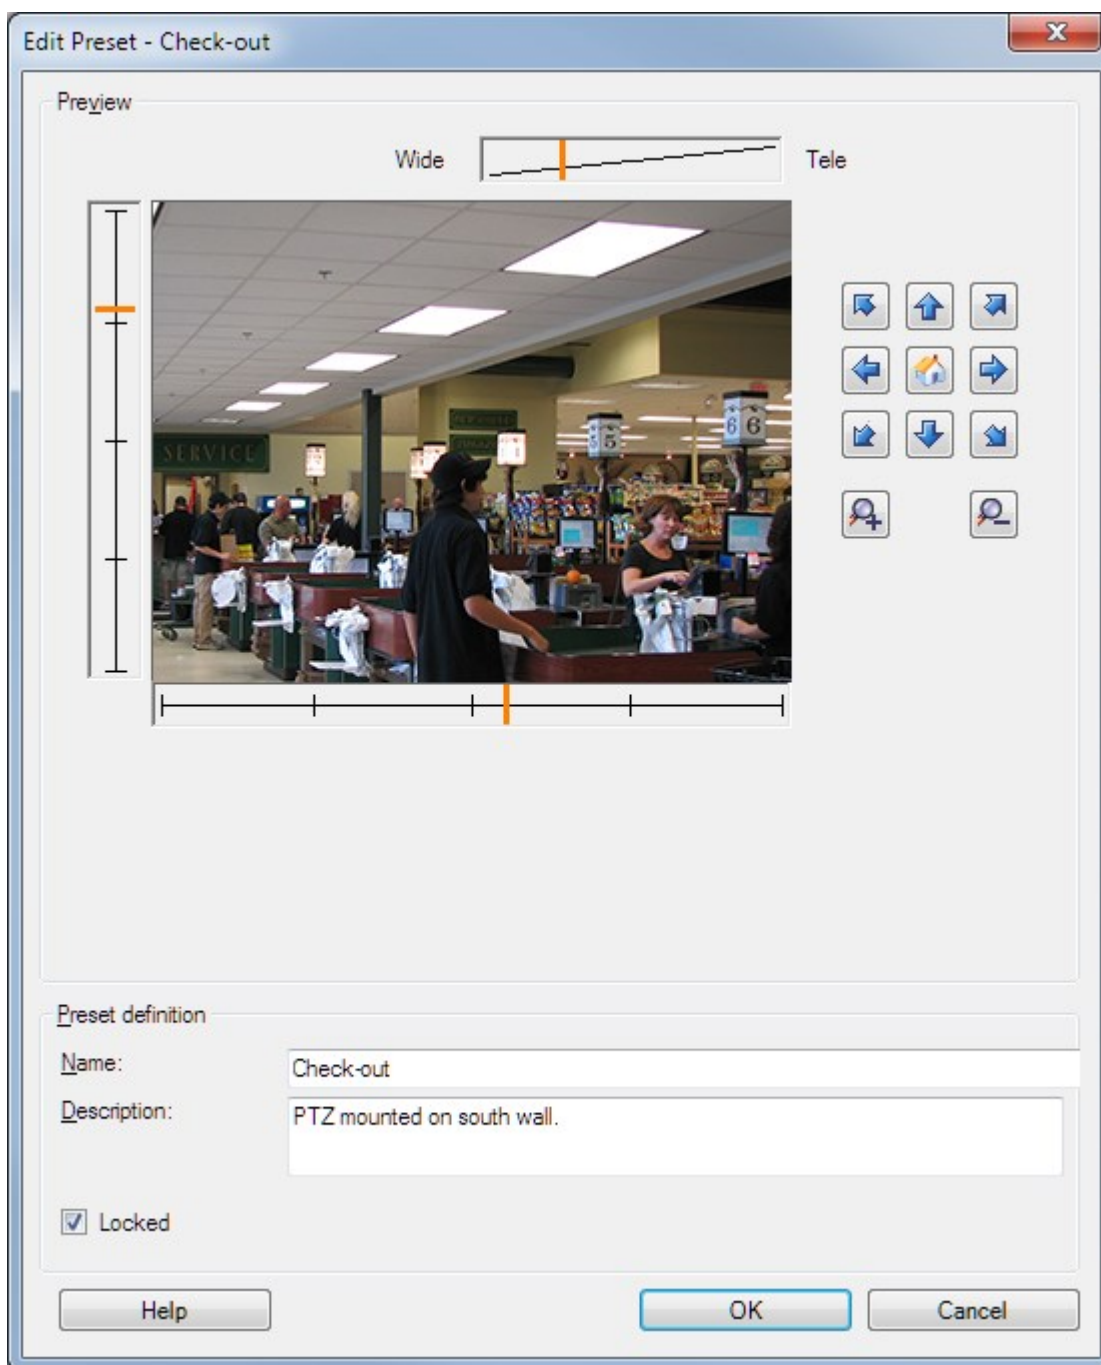 Edit Preset - Check-out
Preview
Wide
Tele
SERVICE
5 5
6 6
Preset definition
Name:
Check-out
Description:
PTZ mounted on south wall.
Locked
Help
OK
Cancel